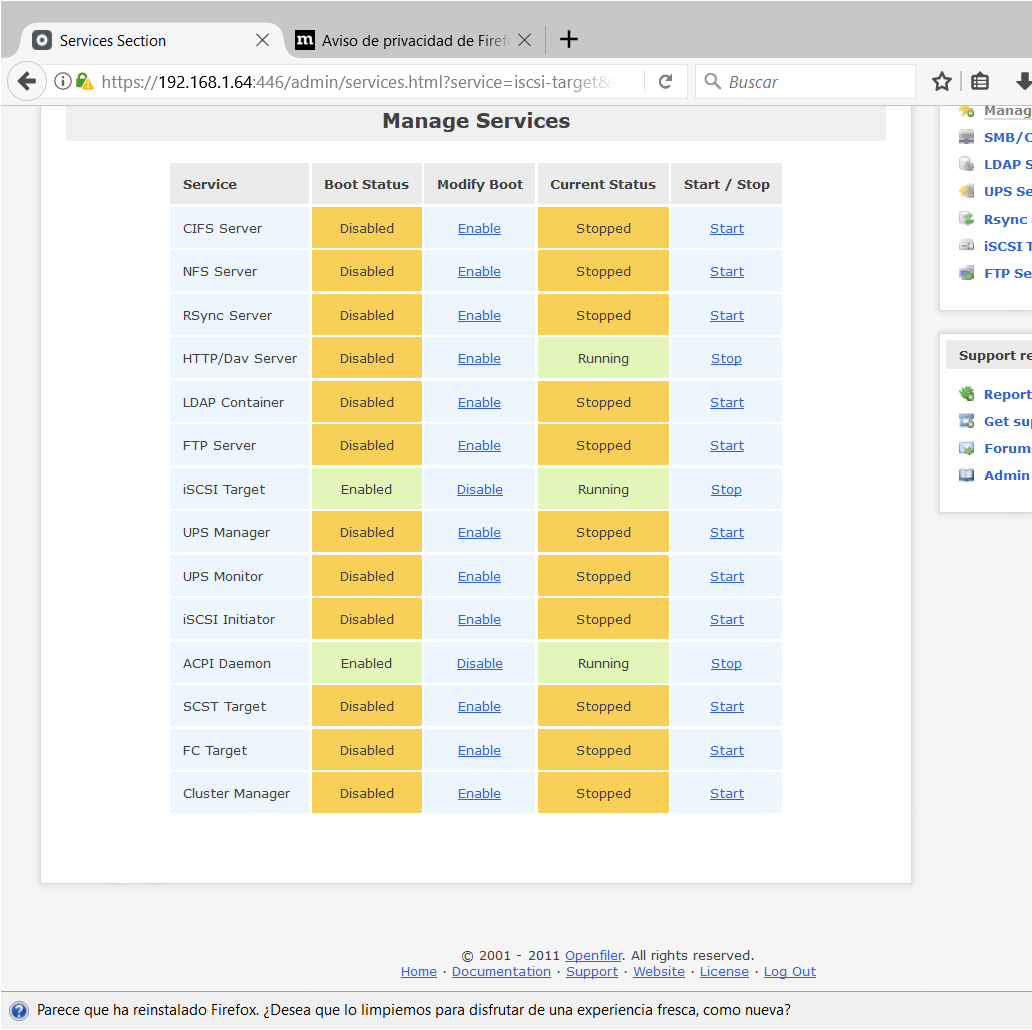 Services Section
Aviso de privacidad de Firef
https://192.168.1.64:446/admin/services.html?service=iscsi-target&
Buscar
Manage Services
Service Boot Status Modify Boot Current Status Start / Stop
CIFS Server Disabled Enable Stopped Start
NFS Server Disabled Enable Stopped Start
RSync Server Disabled Enable Stopped Start
HTTP/Dav Server Disabled Enable Running Stop
LDAP Container Disabled Enable Stopped Start
FTP Server Disabled Enable Stopped Start
iSCSI Target Enabled Disable Running Stop
UPS Manager Disabled Enable Stopped Start
UPS Monitor Disabled Enable Stopped Start
iSCSI Initiator Disabled Enable Stopped Start
ACPI Daemon Enabled Disable Running Stop
SCST Target Disabled Enable Stopped Start
FC Target Disabled Enable Stopped Start
Cluster Manager Disabled Enable Stopped Start
Manag
SMB/C
LDAP S
UPS Se
Rsync
iSCSI T
FTP Se
Support re
Report
Get su
Forum
Admin
© 2001 - 2011 Openfiler. All rights reserved.
Home · Documentation · Support · Website · License · Log Out
Parece que ha reinstalado Firefox. ¿Desea que lo limpiemos para disfrutar de una experiencia fresca, como nueva?